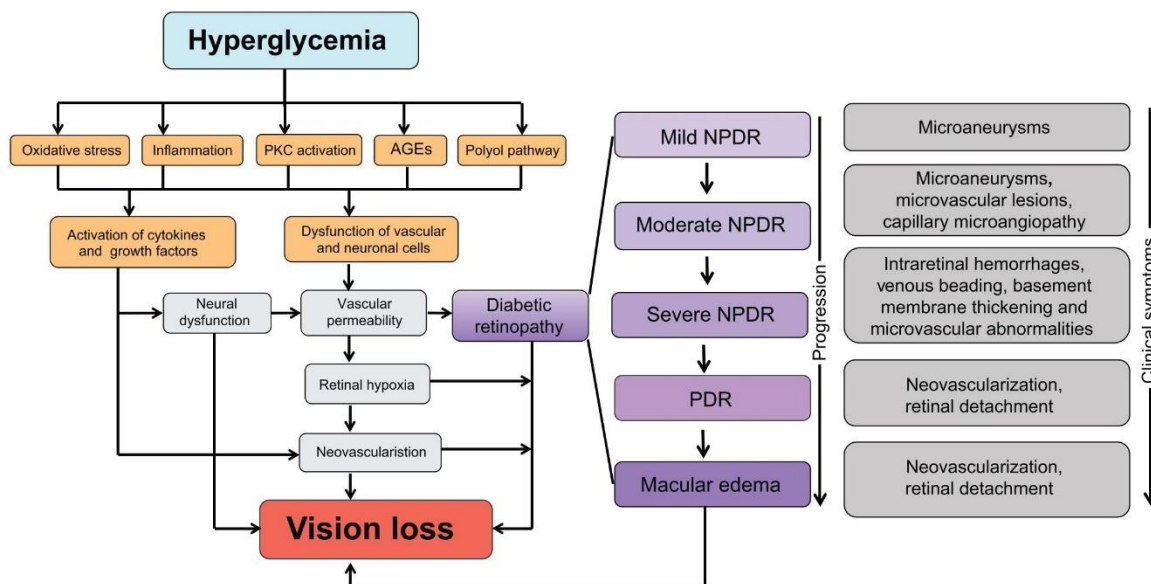 Hyperglycemia
Oxidative stress
Inflammation
PKC activation
AGEs
Polyol pathway
Activation of cytokines
and growth factors
Dysfunction of vascular
and neuronal cells
Neural
dysfunction
Vascular
permeability
Diabetic
retinopathy
Retinal hypoxia
Neovascularistion
Vision loss
Mild NPDR
Moderate NPDR
Severe NPDR
PDR
Macular edema
Progression
Microaneurysms
Microaneurysms,
microvascular lesions,
capillary microangiopathy
Intraretinal hemorrhages,
venous beading, basement
membrane thickening and
microvascular abnormalities
Neovascularization,
retinal detachment
Neovascularization,
retinal detachment
Clinical symptoms